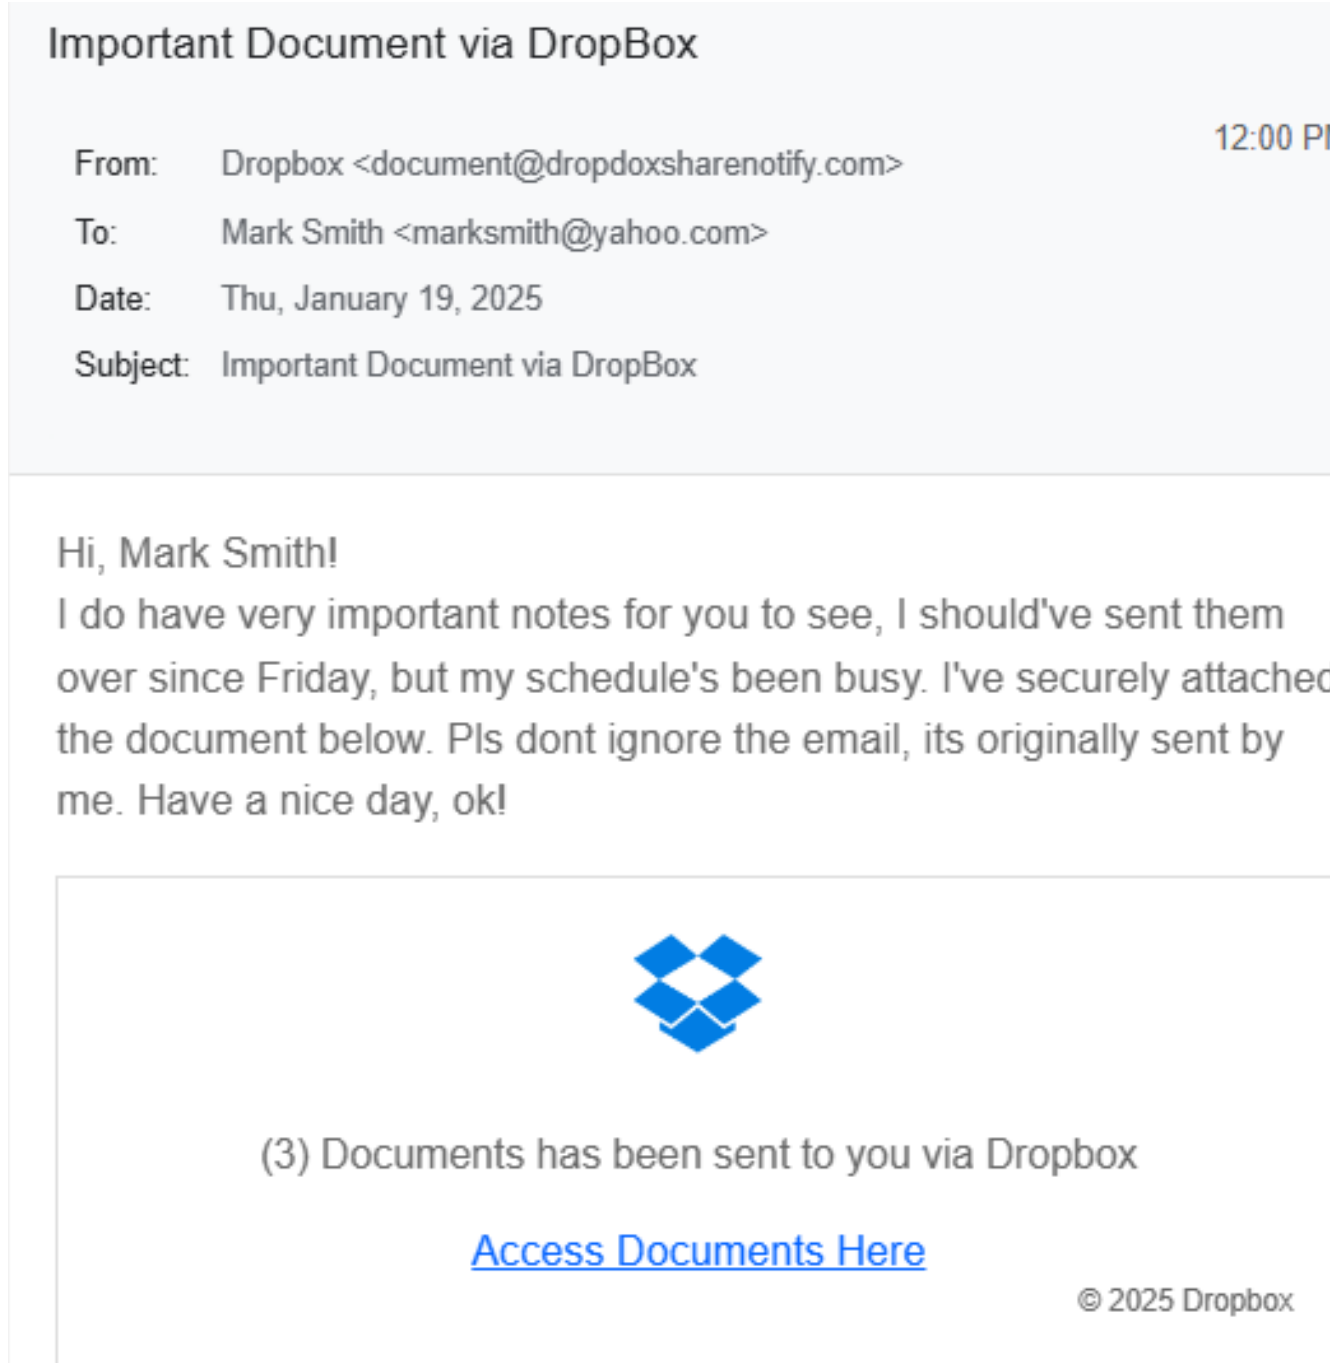 Important Document via DropBox
12:00 P
From: Dropbox <document@dropdoxsharenotify.com>
To: Mark Smith <marksmith@yahoo.com>
Date: Thu, January 19, 2025
Subject: Important Document via DropBox
Hi, Mark Smith!
I do have very important notes for you to see, I should've sent them
over since Friday, but my schedule's been busy. I've securely attached
the document below. Pls dont ignore the email, its originally sent by
me. Have a nice day, ok!
(3) Documents has been sent to you via Dropbox
Access Documents Here
© 2025 Dropbox